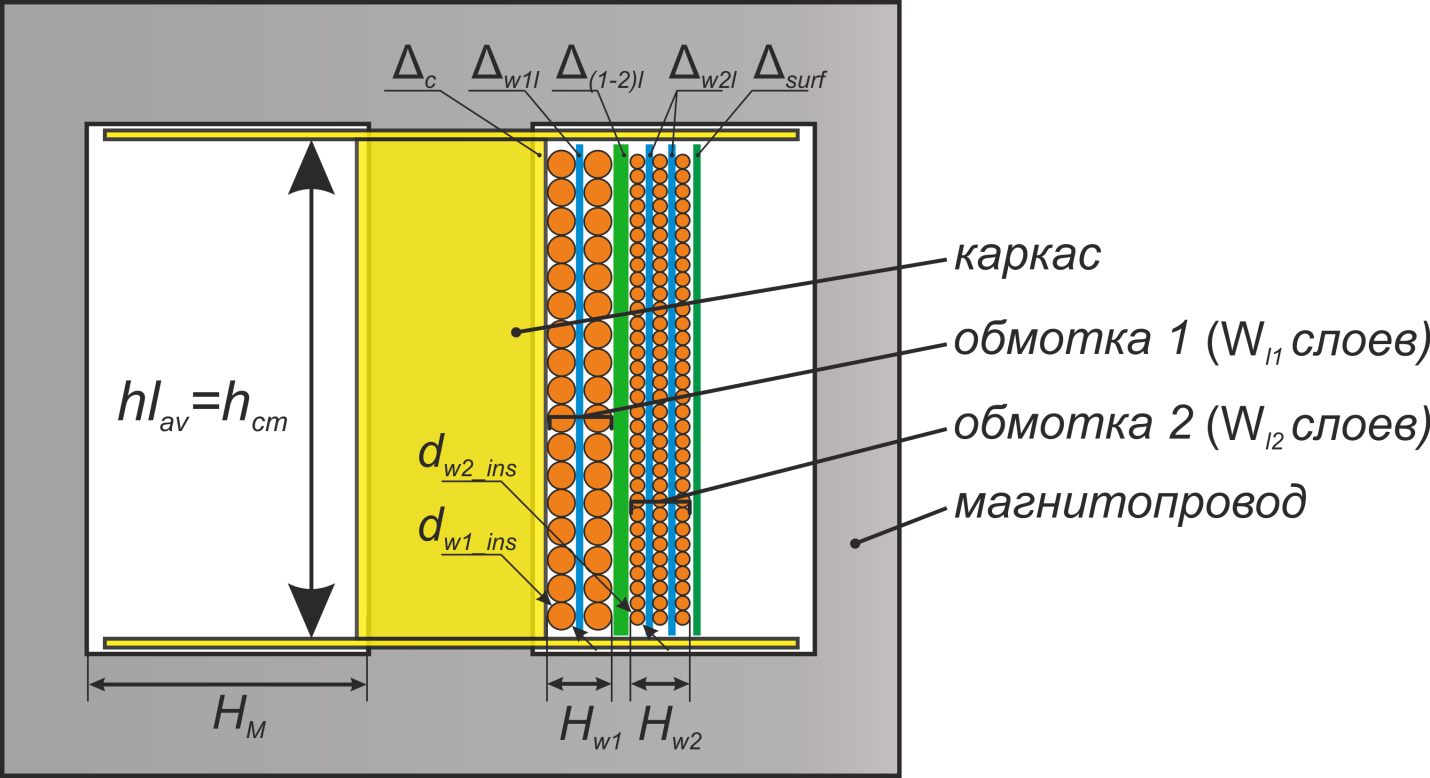 Δc Δw1l Δ(1-2)l Δw2l Δsurf
каркас
обмотка 1 (Wl1 слоев)
hlav=hcm
обмотка 2 (Wl2 слоев)
dw2_ins
магнитопровод
dw1_ins
HM Hw1 Hw2